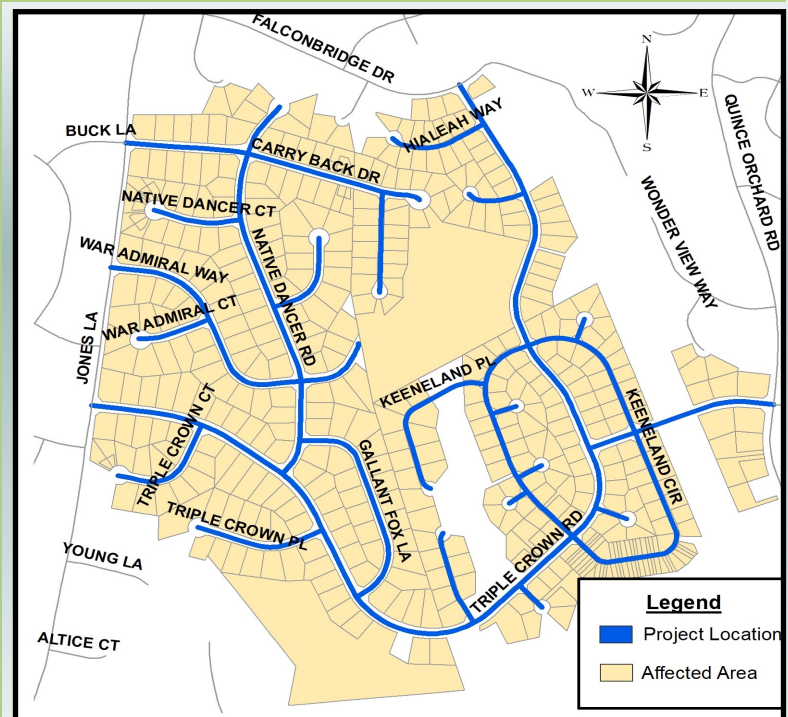 FALCONBRIDGE DR
N
W
E
S
BUCK LA
HIALEAH WAY
QUINCE ORCHARD RD
CARRY BACK DR
NATIVE DANCER CT
WONDER VIEW WAY
WAR ADMIRAL WAY
NATIVE DANCER RD
WAR ADMIRAL CT
JONES LA
KEENELAND PL
TRIPLE CROWN CT
KEENELAND CIR
GALLANT FOX LA
TRIPLE CROWN PL
TRIPLE CROWN RD
YOUNG LA
ALTICE CT
Legend
Project Location
Affected Area